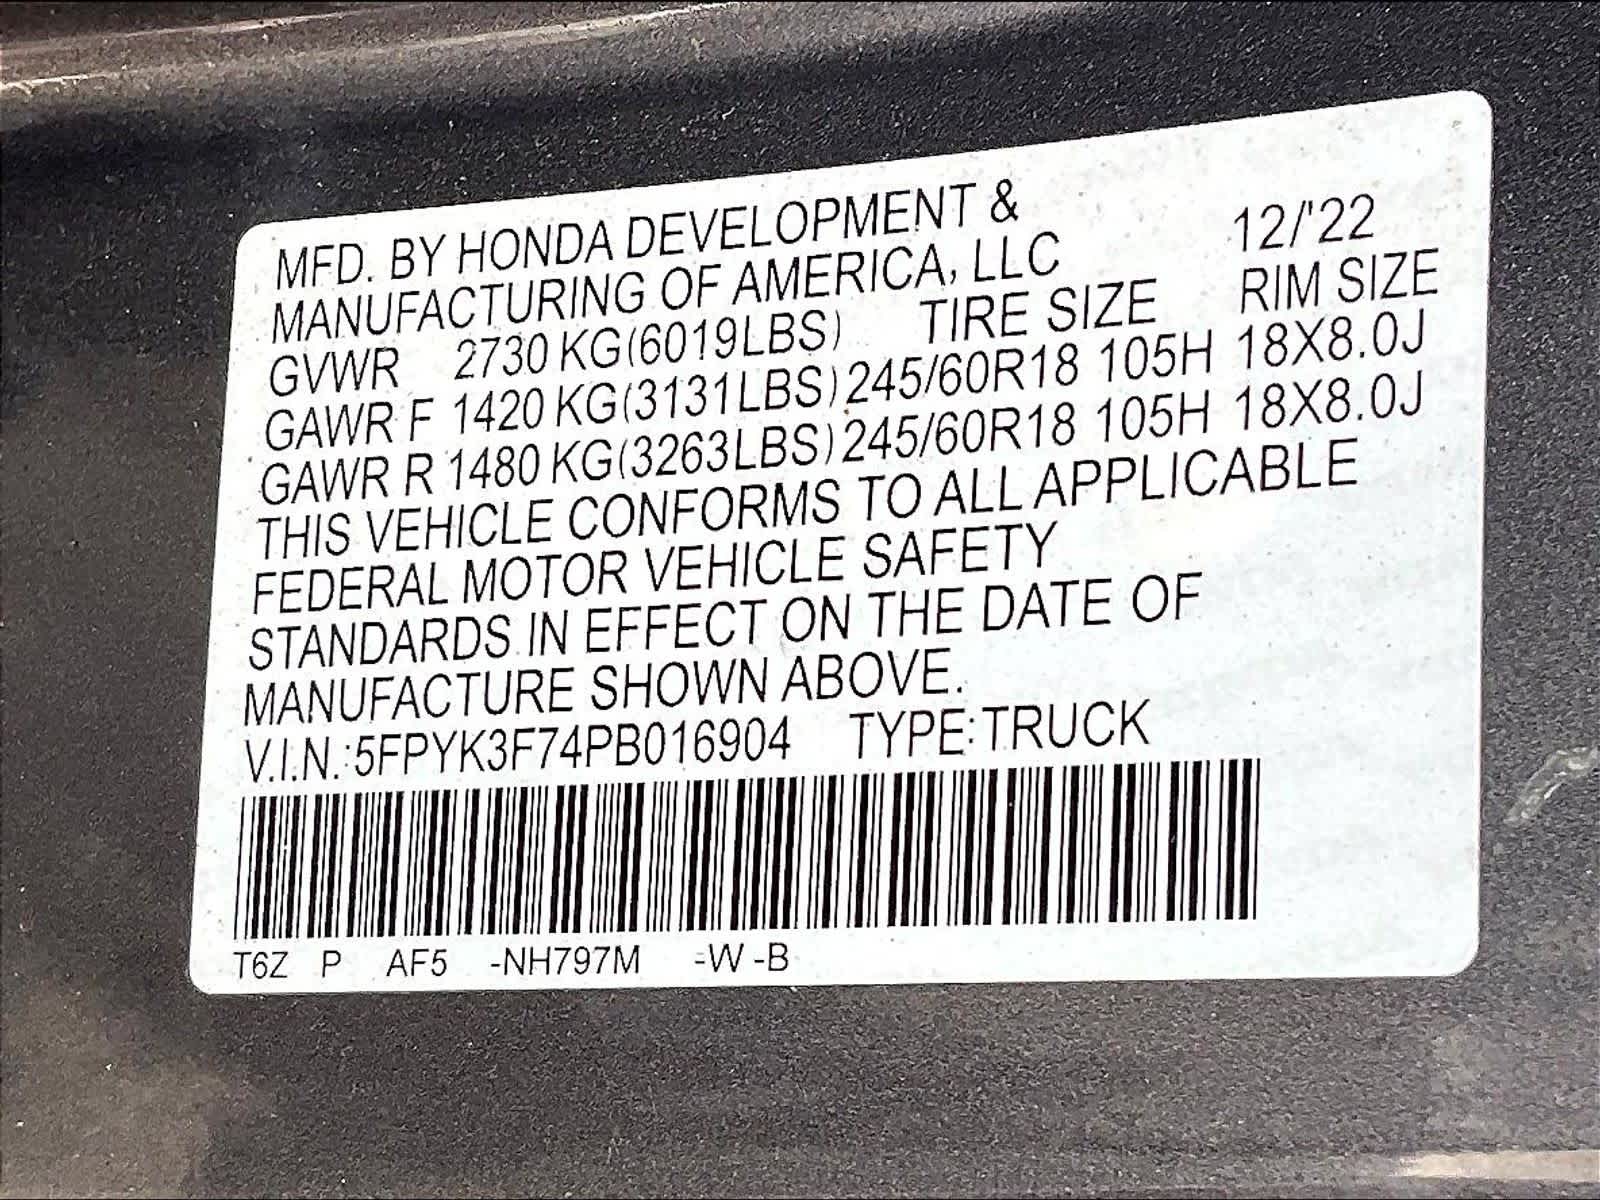 MFD. BY HONDA DEVELOPMENT &
MANUFACTURING OF AMERICA, LLC 12/'22
GVWR 2730 KG(6019LBS) TIRE SIZE RIM SIZE
GAWR F 1420 KG(3131LBS) 245/60R18 105H 18X8.0J
GAWR R 1480 KG(3263LBS) 245/60R18 105H 18X8.0J
THIS VEHICLE CONFORMS TO ALL APPLICABLE
FEDERAL MOTOR VEHICLE SAFETY
STANDARDS IN EFFECT ON THE DATE OF
MANUFACTURE SHOWN ABOVE.
V.I.N.:5FPYK3F74PB016904 TYPE:TRUCK
T6Z P AF5 -NH797M -W -B